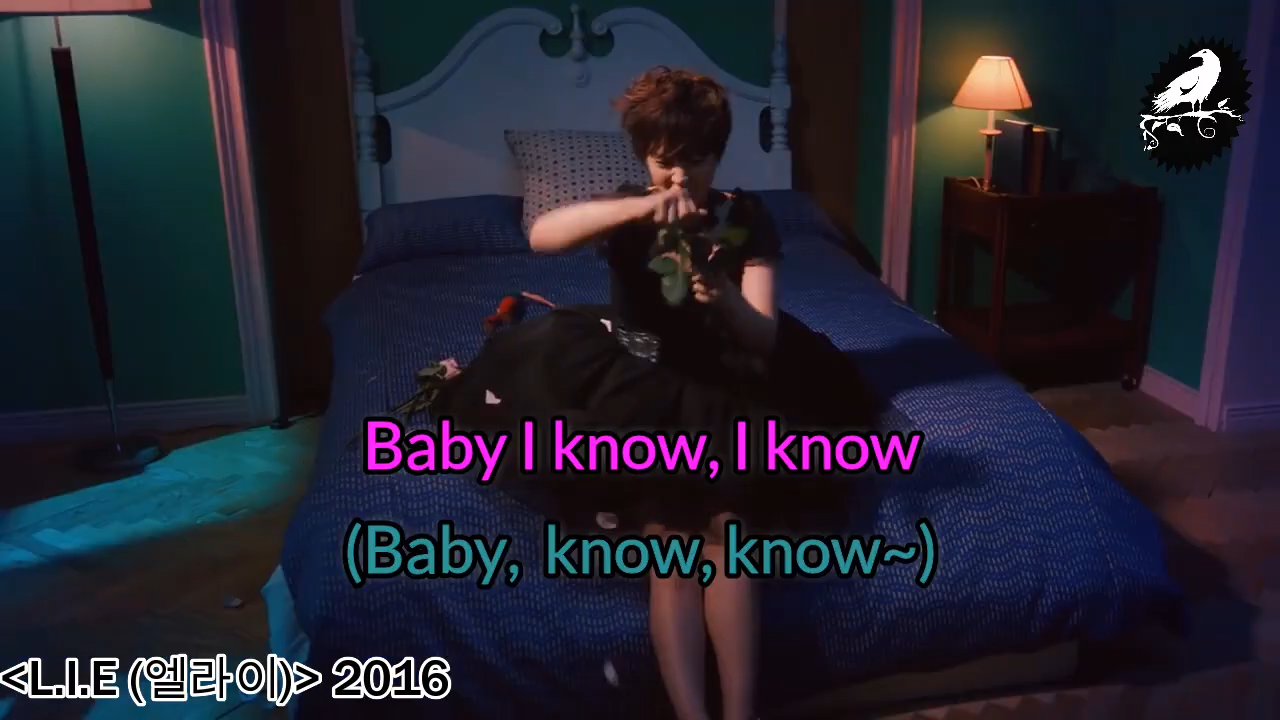 Baby I know, I know
(Baby, know, know~)
<L.I.E (엘라이)> 2016